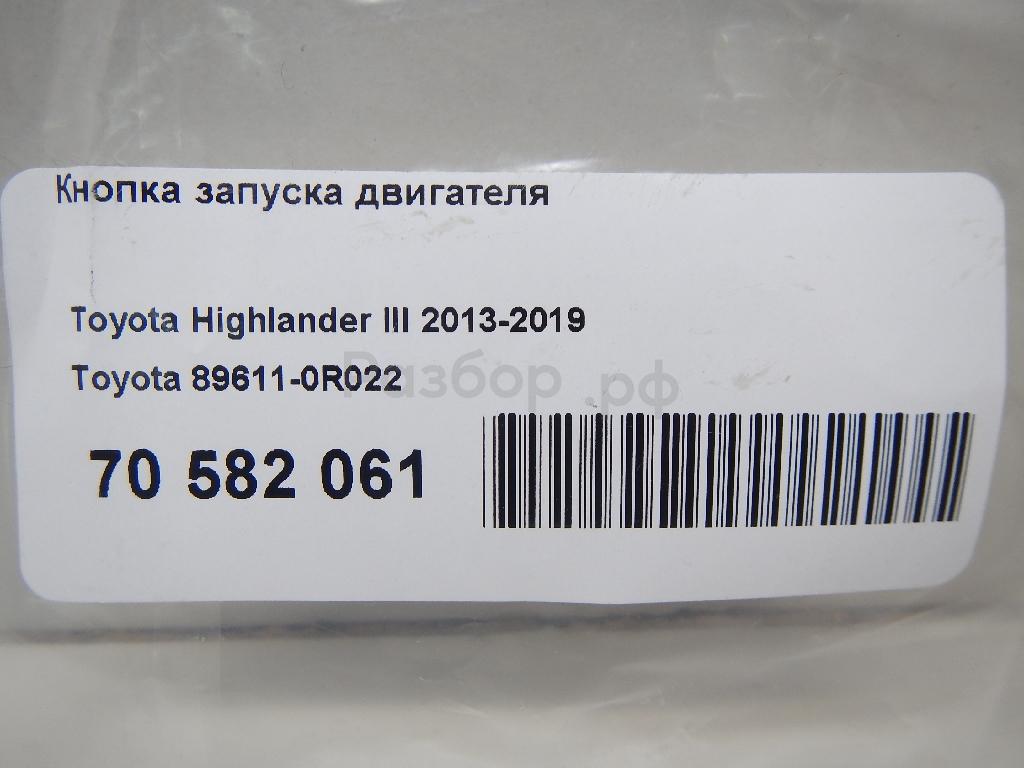 Кнопка запуска двигателя
Toyota Highlander III 2013-2019
Toyota 89611-0R022
Разбор.рф
70 582 061